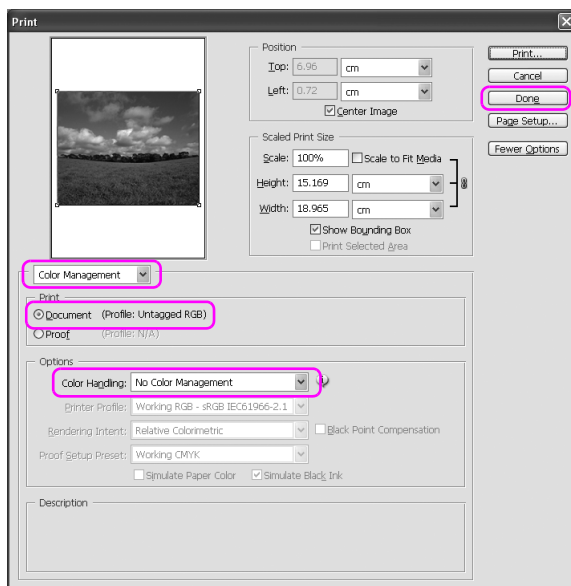 Print
Position
Top: 6.96 cm
Left: 0.72 cm
Center Image
Scaled Print Size
Scale: 100% Scale to Fit Media
Height: 15.169 cm
Width: 18.965 cm
Show Bounding Box
Print Selected Area
Print...
Cancel
Done
Page Setup...
Fewer Options
Color Management
Print
Document (Profile: Untagged RGB)
Proof (Profile: N/A)
Options
Color Handling: No Color Management
Printer Profile: Working RGB - sRGB IEC61966-2.1
Rendering Intent: Relative Colorimetric Black Point Compensation
Proof Setup Preset: Working CMYK
Simulate Paper Color Simulate Black Ink
Description